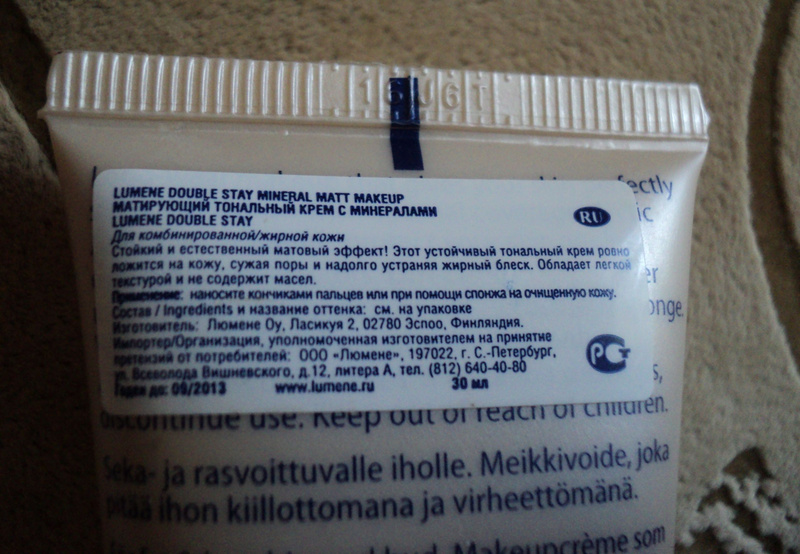 1606T
LUMENE DOUBLE STAY MINERAL MATT MAKEUP
МАТИРУЮЩИЙ ТОНАЛЬНЫЙ КРЕМ С МИНЕРАЛАМИ
LUMENE DOUBLE STAY
RU
Для комбинированной/жирной кожи
Стойкий и естественный матовый эффект! Этот устойчивый тональный крем ровно
ложится на кожу, сужая поры и надолго устраняя жирный блеск. Обладает легкой
текстурой и не содержит масел.
Применение: наносите кончиками пальцев или при помощи спонжа на очищенную кожу.
Состав / Ingredients и название оттенка: см. на упаковке
Изготовитель: Люмене Оу, Ласикуя 2, 02780 Эспоо, Финляндия.
Импортер/Организация, уполномоченная изготовителем на принятие
претензий от потребителей: ООО «Люмене», 197022, г. С.-Петербург,
ул. Всеволода Вишневского, д.12, литера А, тел. (812) 640-40-80
Годен до: 09/2013 www.lumene.ru 30 мл
discontinue use. Keep out of reach of children.
Seka- ja rasvoittuvalle iholle. Meikkivoide, joka
pitää ihon kiillottomana ja virheettömänä.
Makeupcrème som